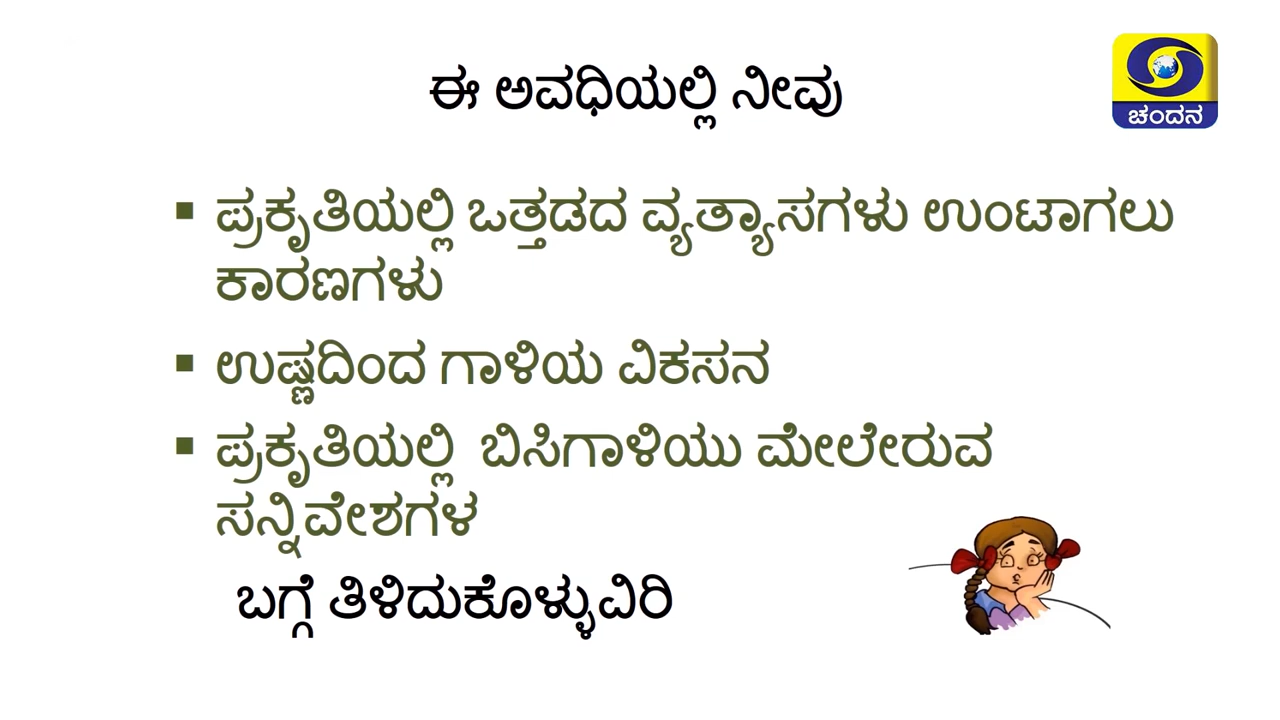 ಈ ಅವಧಿಯಲ್ಲಿ ನೀವು
ಚಂದನ
▪ ಪ್ರಕೃತಿಯಲ್ಲಿ ಒತ್ತಡದ ವ್ಯತ್ಯಾಸಗಳು ಉಂಟಾಗಲು
ಕಾರಣಗಳು
▪ ಉಷ್ಣದಿಂದ ಗಾಳಿಯ ವಿಕಸನ
▪ ಪ್ರಕೃತಿಯಲ್ಲಿ ಬಿಸಿಗಾಳಿಯು ಮೇಲೇರುವ
ಸನ್ನಿವೇಶಗಳ
ಬಗ್ಗೆ ತಿಳಿದುಕೊಳ್ಳುವಿರಿ